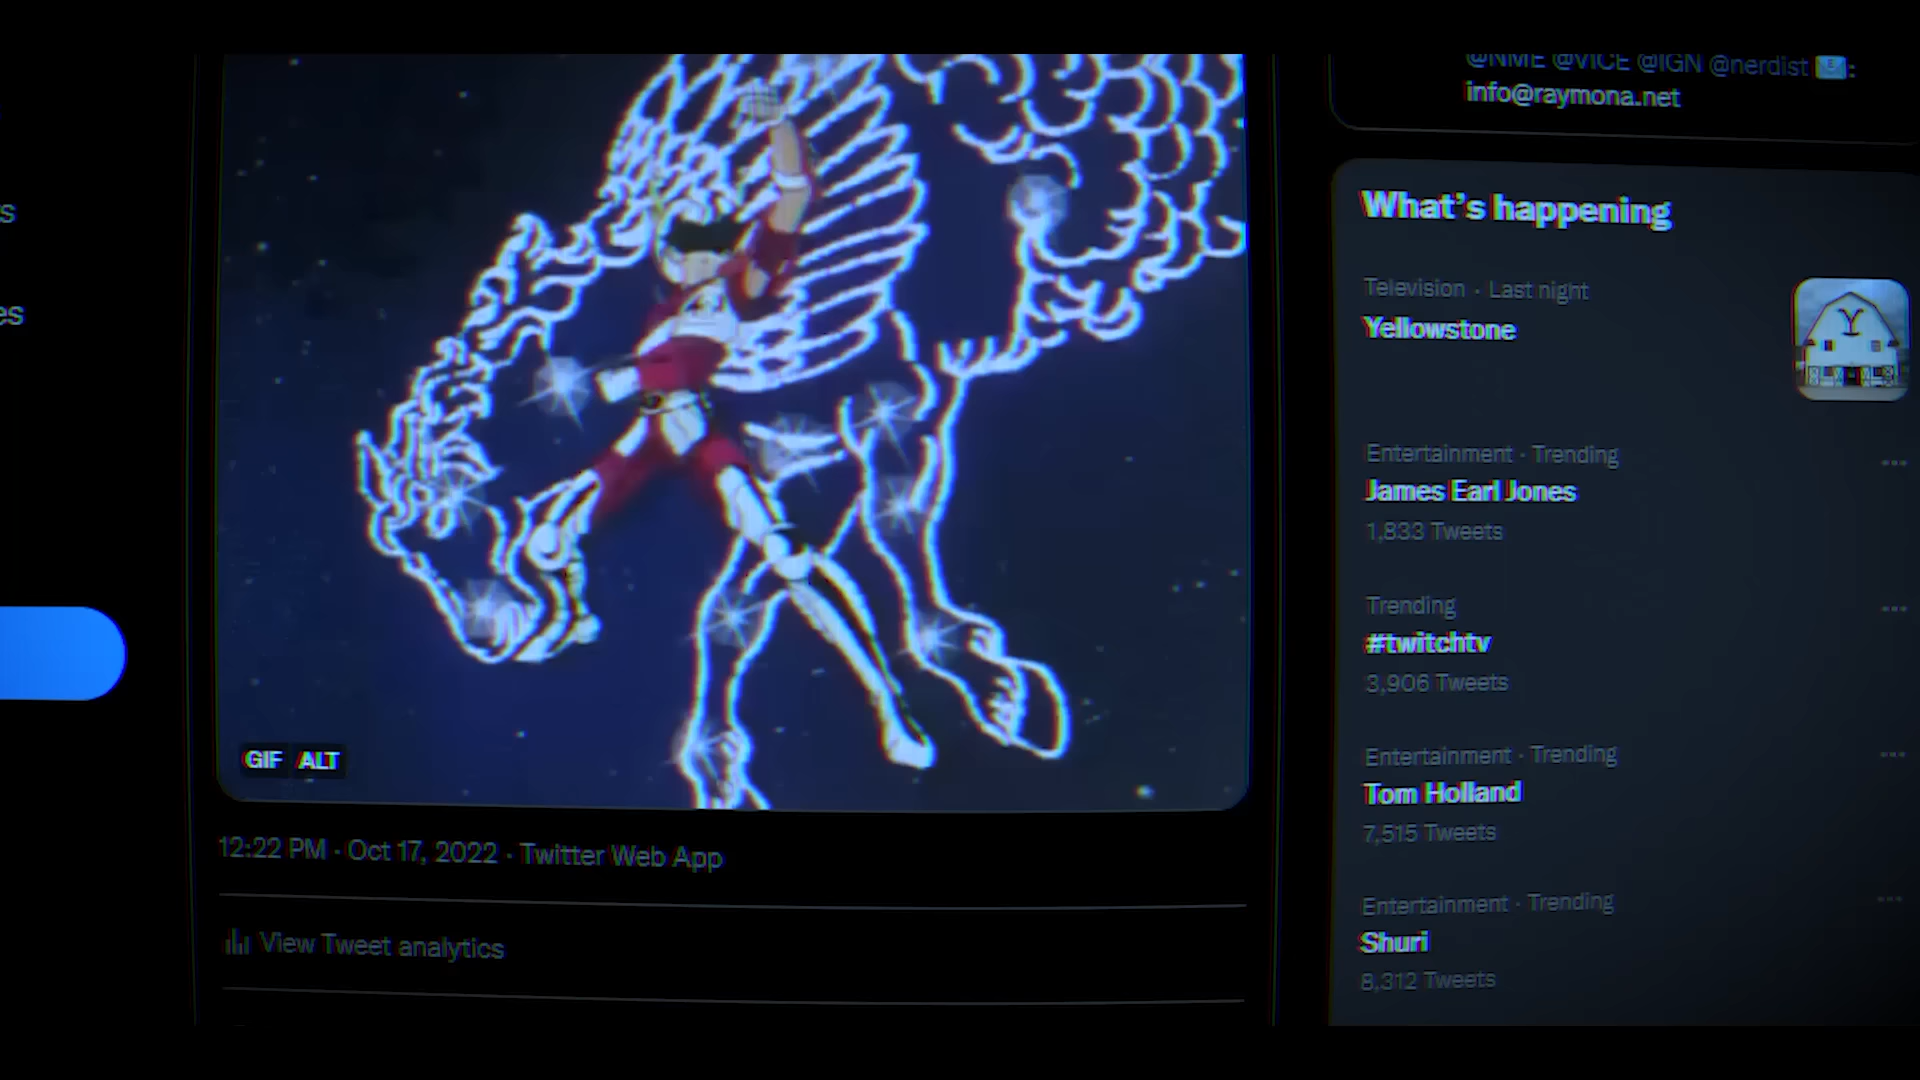 s
es
GIF ALT
12:22 PM · Oct 17, 2022 · Twitter Web App
View Tweet analytics
@NME @VICE @IGN @nerdist :
info@raymona.net
What's happening
Television · Last night
Yellowstone
Y
Entertainment · Trending
James Earl Jones
1,833 Tweets
Trending
#twitchtv
3,906 Tweets
Entertainment · Trending
Tom Holland
7,515 Tweets
Entertainment · Trending
Shuri
8,312 Tweets